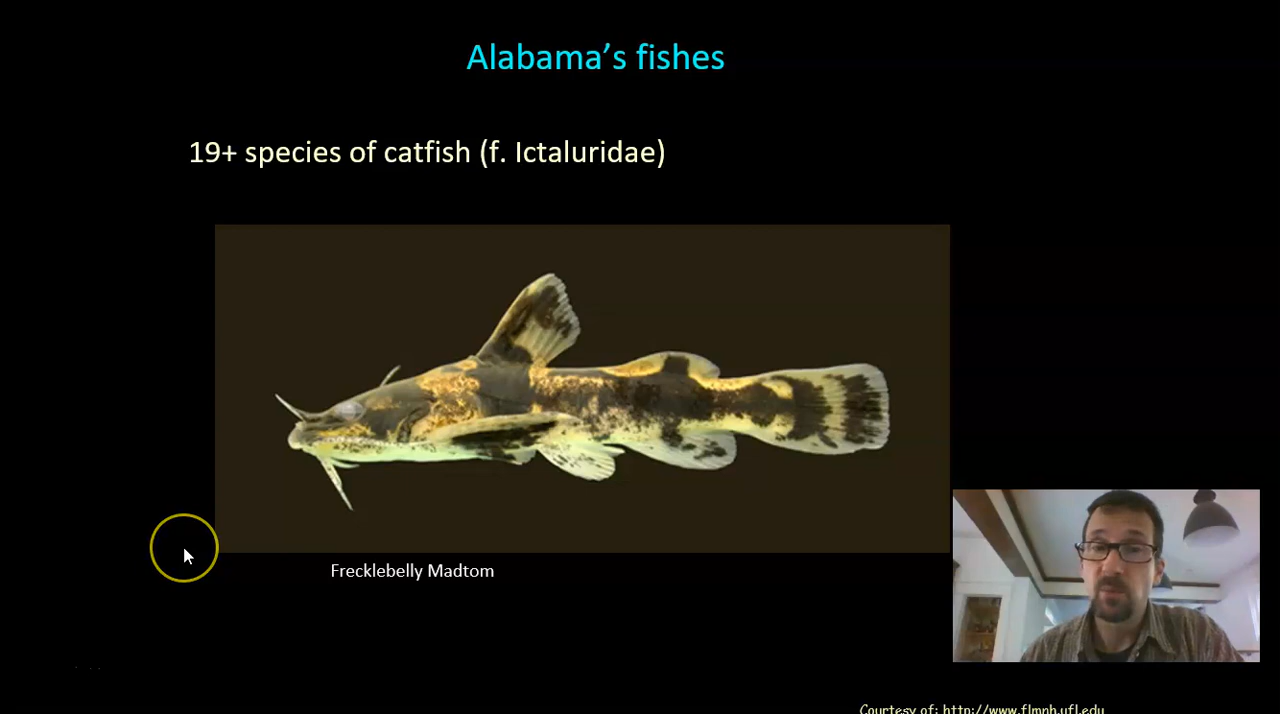 Alabama’s fishes
19+ species of catfish (f. Ictaluridae)
Frecklebelly Madtom
Courtesy of: http://www.flmnh.ufl.edu